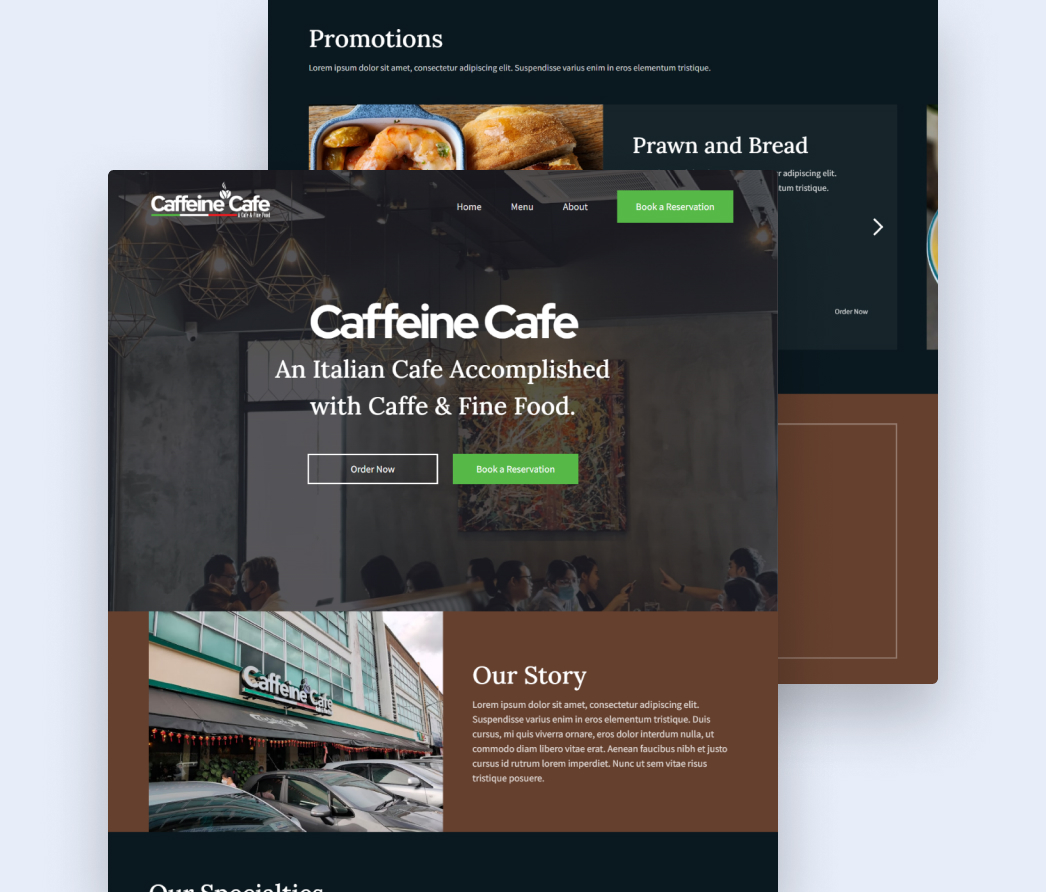 Promotions
Lorem ipsum dolor sit amet, consectetur adipiscing elit. Suspendisse varius enim in eros elementum tristique.
Prawn and Bread
adipiscing elit.
tristique.
Order Now
Caffeine Cafe
a Cafe & Fine Food
Home
Menu
About
Book a Reservation
Caffeine Cafe
An Italian Cafe Accomplished
with Caffe & Fine Food.
Order Now
Book a Reservation
Caffeine Cafe
Our Story
Lorem ipsum dolor sit amet, consectetur adipiscing elit.
Suspendisse varius enim in eros elementum tristique. Duis
cursus, mi quis viverra ornare, eros dolor interdum nulla, ut
commodo diam libero vitae erat. Aenean faucibus nibh et justo
cursus id rutrum lorem imperdiet. Nunc ut sem vitae risus
tristique posuere.
Our Specialties